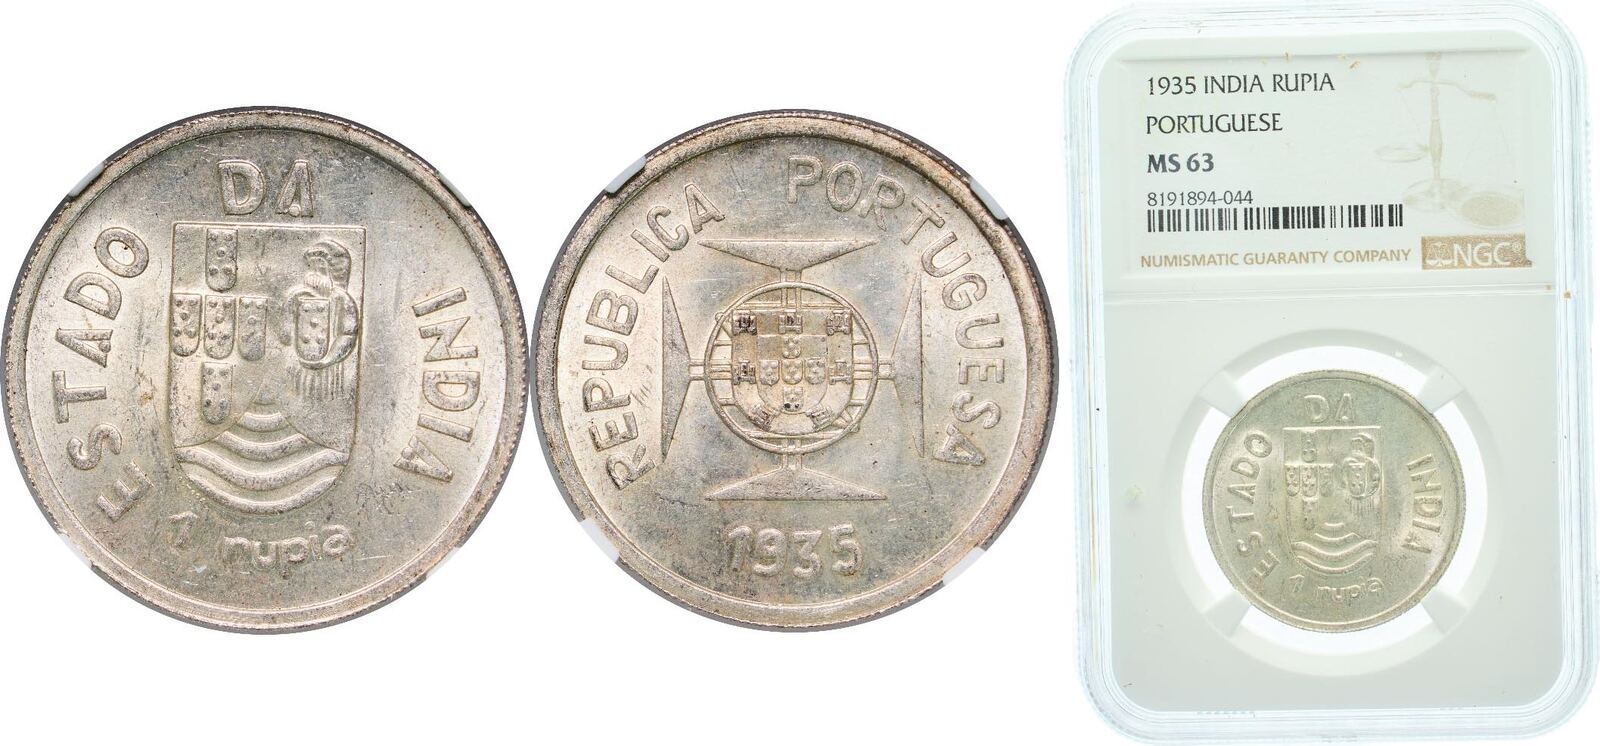 ESTADO DA INDIA
1 rupia
REPUBLICA PORTUGUESA
1935
1935 INDIA RUPIA
PORTUGUESE
MS 63
8191894-044
NUMISMATIC GUARANTY COMPANY NGC
ESTADO DA INDIA
1 rupia